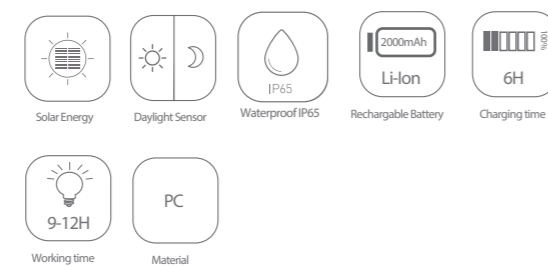 IP65
2000mAh
Li-Ion
100%
6H
Solar Energy
Daylight Sensor
Waterproof IP65
Rechargable Battery
Charging time
9-12H
PC
Working time
Material